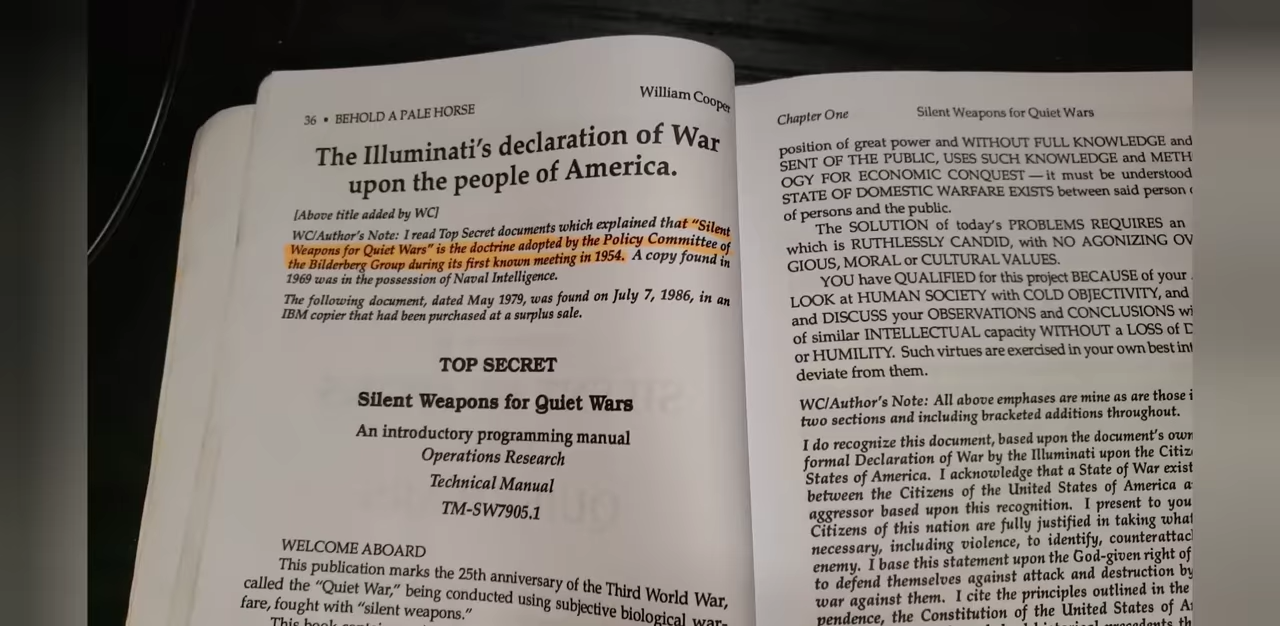 36 • BEHOLD A PALE HORSE
William Cooper
The Illuminati's declaration of War
upon the people of America.
[Above title added by WC]
WC/Author's Note: I read Top Secret documents which explained that "Silent
Weapons for Quiet Wars" is the doctrine adopted by the Policy Committee of
the Bilderberg Group during its first known meeting in 1954. A copy found in
1969 was in the possession of Naval Intelligence.
The following document, dated May 1979, was found on July 7, 1986, in an
IBM copier that had been purchased at a surplus sale.
TOP SECRET
Silent Weapons for Quiet Wars
An introductory programming manual
Operations Research
Technical Manual
TM-SW7905.1
WELCOME ABOARD
This publication marks the 25th anniversary of the Third World War,
called the "Quiet War," being conducted using subjective biological war-
fare, fought with "silent weapons."
This book
Chapter One
Silent Weapons for Quiet Wars
position of great power and WITHOUT FULL KNOWLEDGE and
SENT OF THE PUBLIC, USES SUCH KNOWLEDGE and METH
OGY FOR ECONOMIC CONQUEST — it must be understood
STATE OF DOMESTIC WARFARE EXISTS between said person
of persons and the public.
The SOLUTION of today's PROBLEMS REQUIRES an
which is RUTHLESSLY CANDID, with NO AGONIZING OV
GIOUS, MORAL or CULTURAL VALUES.
YOU have QUALIFIED for this project BECAUSE of your
LOOK at HUMAN SOCIETY with COLD OBJECTIVITY, and
and DISCUSS your OBSERVATIONS and CONCLUSIONS wi
of similar INTELLECTUAL capacity WITHOUT a LOSS of D
or HUMILITY. Such virtues are exercised in your own best int
deviate from them.
WC/Author's Note: All above emphases are mine as are those i
two sections and including bracketed additions throughout.
I do recognize this document, based upon the document's own
formal Declaration of War by the Illuminati upon the Citiz
States of America. I acknowledge that a State of War exist
between the Citizens of the United States of America a
aggressor based upon this recognition. I present to you
Citizens of this nation are fully justified in taking what
necessary, including violence, to identify, counterattac
enemy. I base this statement upon the God-given right of
to defend themselves against attack and destruction by
war against them. I cite the principles outlined in the
pendence, the Constitution of the United States of A